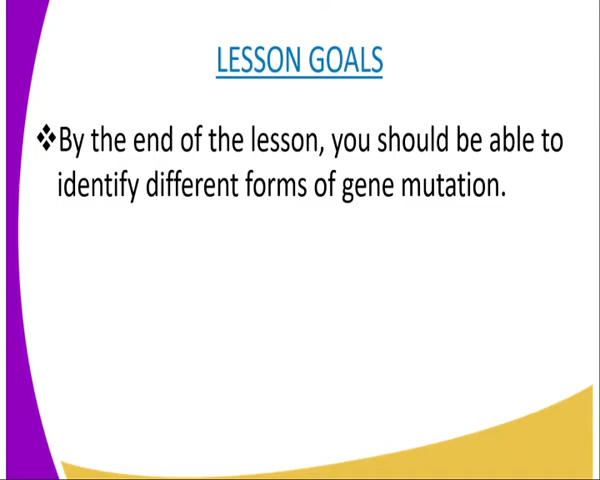 LESSON GOALS
❖By the end of the lesson, you should be able to
identify different forms of gene mutation.